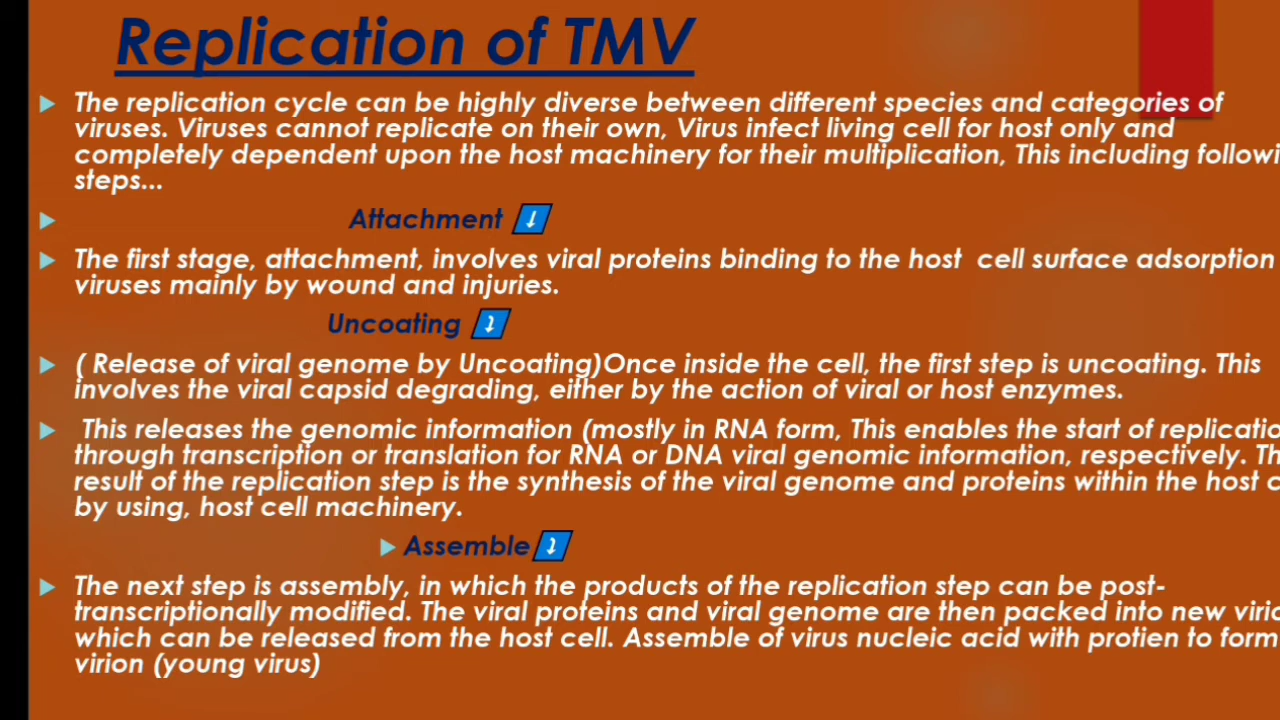 Replication of TMV
The replication cycle can be highly diverse between different species and categories of
viruses. Viruses cannot replicate on their own, Virus infect living cell for host only and
completely dependent upon the host machinery for their multiplication, This including followi
steps...
Attachment
The first stage, attachment, involves viral proteins binding to the host cell surface adsorption
viruses mainly by wound and injuries.
Uncoating
( Release of viral genome by Uncoating)Once inside the cell, the first step is uncoating. This
involves the viral capsid degrading, either by the action of viral or host enzymes.
This releases the genomic information (mostly in RNA form, This enables the start of replicatio
through transcription or translation for RNA or DNA viral genomic information, respectively. Th
result of the replication step is the synthesis of the viral genome and proteins within the host c
by using, host cell machinery.
Assemble
The next step is assembly, in which the products of the replication step can be post-
transcriptionally modified. The viral proteins and viral genome are then packed into new viri
which can be released from the host cell. Assemble of virus nucleic acid with protien to form
virion (young virus)